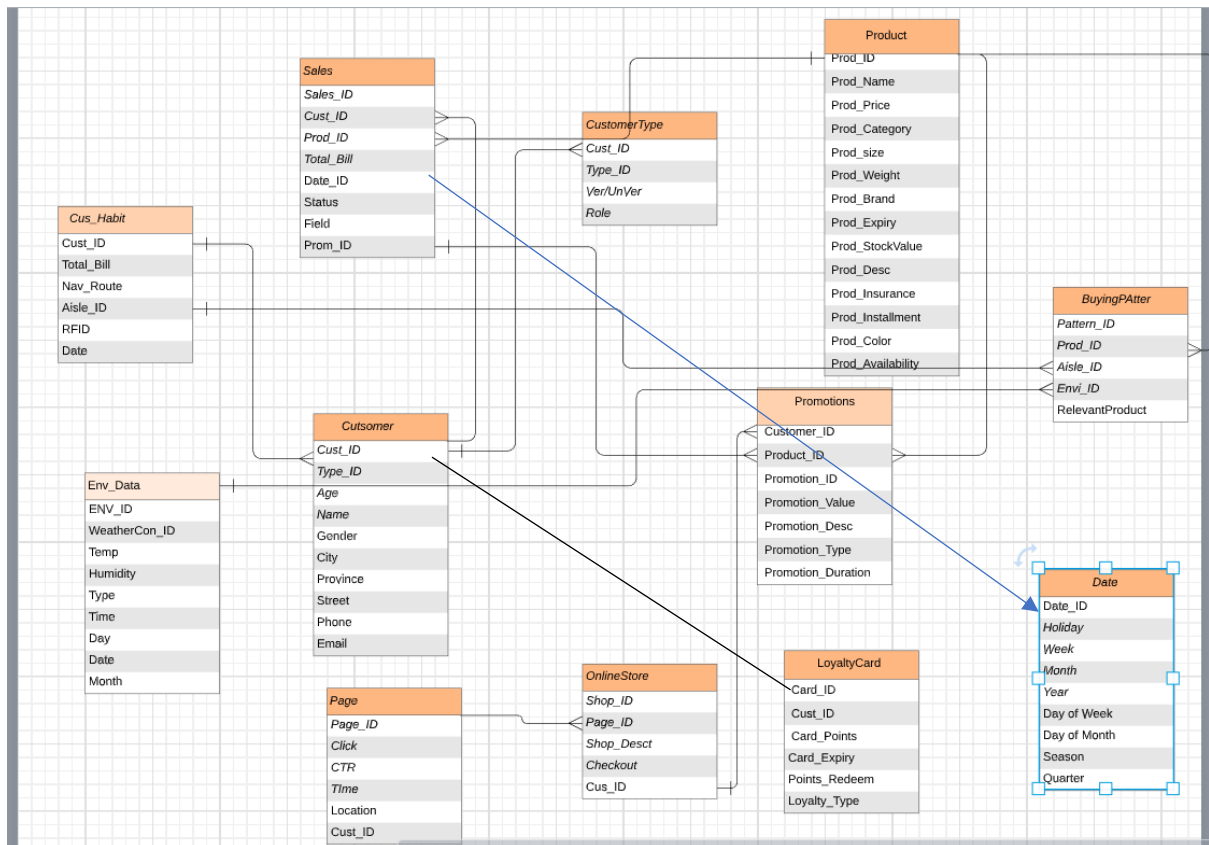 Product
Prod_ID
Prod_Name
Prod_Price
Prod_Category
Prod_size
Prod_Weight
Prod_Brand
Prod_Expiry
Prod_StockValue
Prod_Desc
Prod_Insurance
Prod_Installment
Prod_Color
Prod_Availability
Sales
Sales_ID
Cust_ID
Prod_ID
Total_Bill
Date_ID
Status
Field
Prom_ID
CustomerType
Cust_ID
Type_ID
Ver/UnVer
Role
Cus_Habit
Cust_ID
Total_Bill
Nav_Route
Aisle_ID
RFID
Date
BuyingPAtter
Pattern_ID
Prod_ID
Aisle_ID
Envi_ID
RelevantProduct
Promotions
Customer_ID
Product_ID
Promotion_ID
Promotion_Value
Promotion_Desc
Promotion_Type
Promotion_Duration
Cutsomer
Cust_ID
Type_ID
Age
Name
Gender
City
Province
Street
Phone
Email
Env_Data
ENV_ID
WeatherCon_ID
Temp
Humidity
Type
Time
Day
Date
Month
Date
Date_ID
Holiday
Week
Month
Year
Day of Week
Day of Month
Season
Quarter
LoyaltyCard
Card_ID
Cust_ID
Card_Points
Card_Expiry
Points_Redeem
Loyalty_Type
OnlineStore
Shop_ID
Page_ID
Shop_Desct
Checkout
Cus_ID
Page
Page_ID
Click
CTR
TIme
Location
Cust_ID